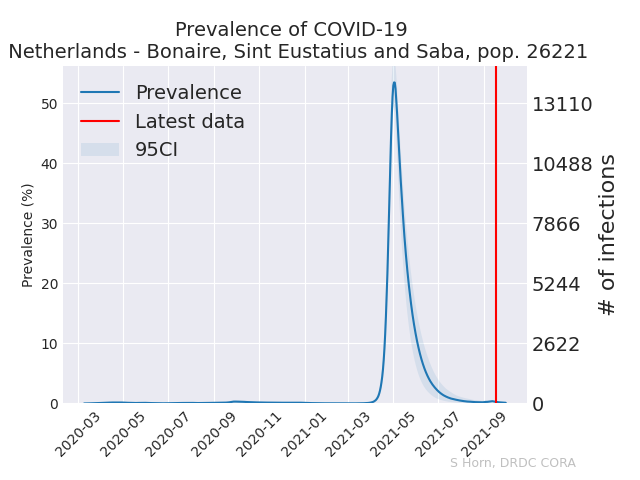 Prevalence of COVID-19
Netherlands - Bonaire, Sint Eustatius and Saba, pop. 26221
Prevalence
Latest data
95CI
Prevalence (%)
50
40
30
20
10
0
13110
10488
7866
5244
2622
0
# of infections
2020-03
2020-05
2020-07
2020-09
2020-11
2021-01
2021-03
2021-05
2021-07
2021-09
S Horn, DRDC CORA